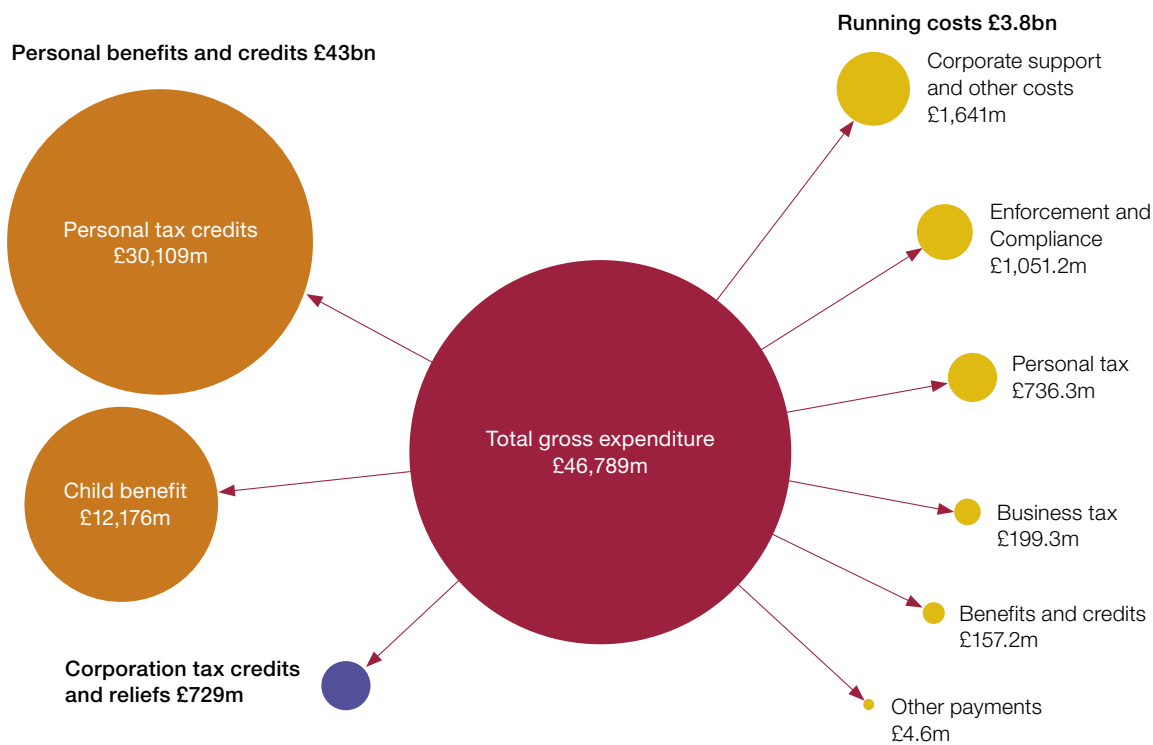 Personal benefits and credits £43bn
Personal tax credits
£30,109m
Child benefit
£12,176m
Corporation tax credits
and reliefs £729m
Total gross expenditure
£46,789m
Running costs £3.8bn
Corporate support
and other costs
£1,641m
Enforcement and
Compliance
£1,051.2m
Personal tax
£736.3m
Business tax
£199.3m
Benefits and credits
£157.2m
Other payments
£4.6m